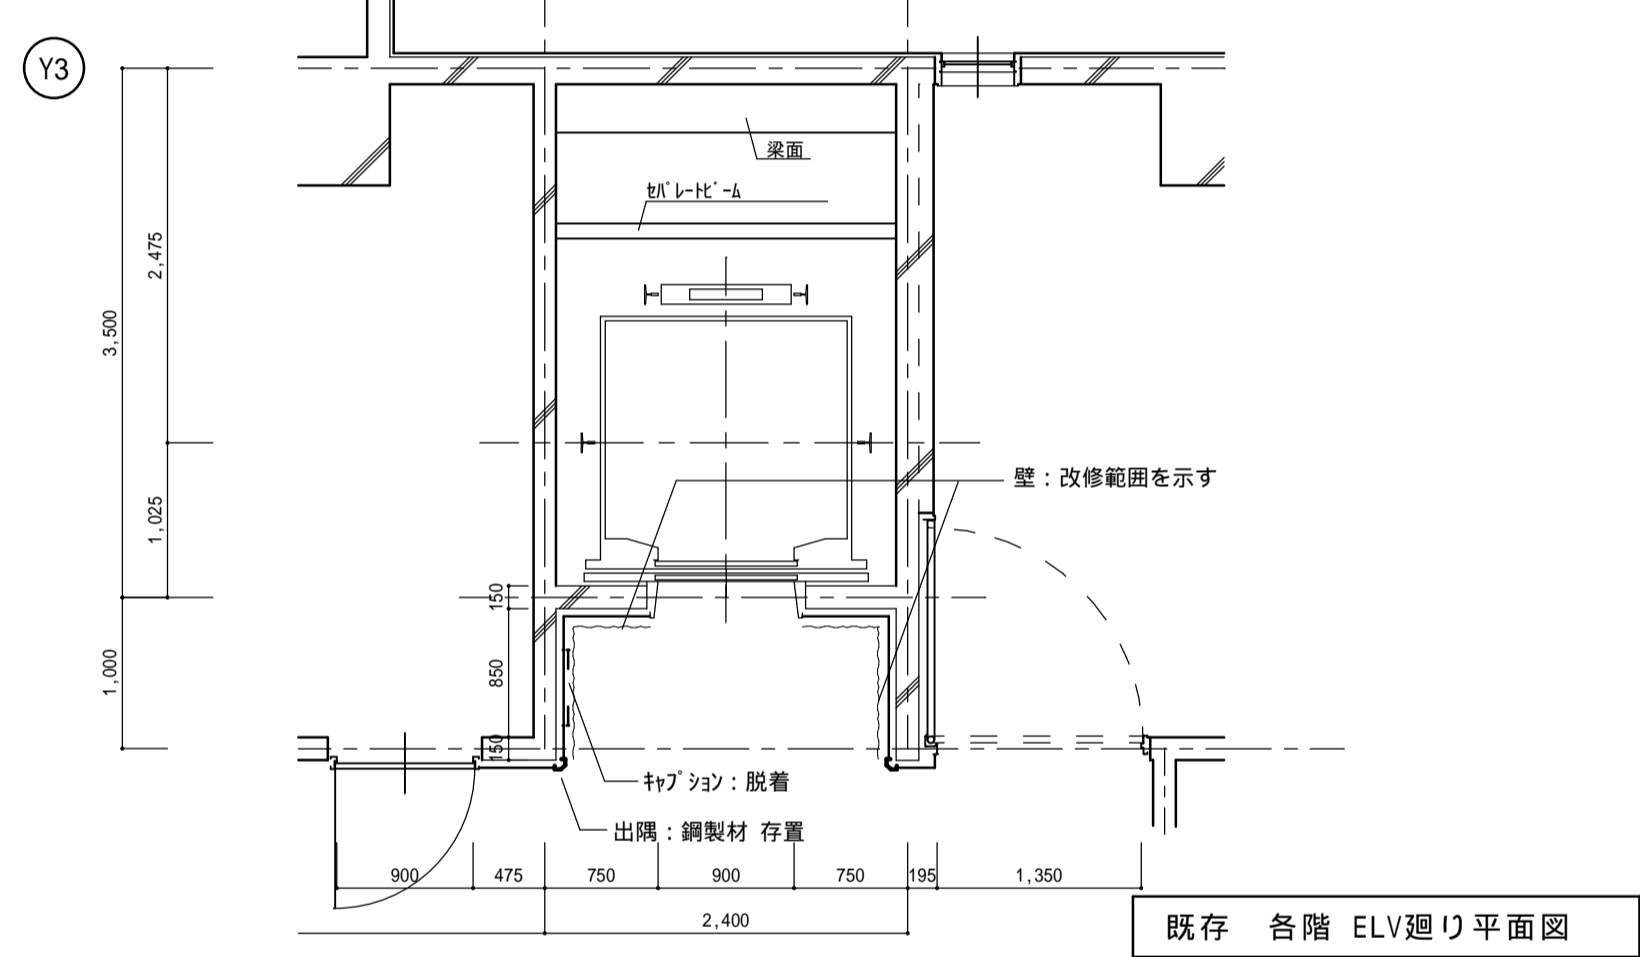 Y3
梁面
ｾﾊﾟﾚｰﾄﾋﾞｰﾑ
2,475
3,500
壁：改修範囲を示す
1,025
150
850
1,000
150
ｷｬﾌﾟｼｮﾝ：脱着
出隅：鋼製材 存置
900 475 750 900 750 195 1,350
2,400
既存 各階 ELV廻り平面図